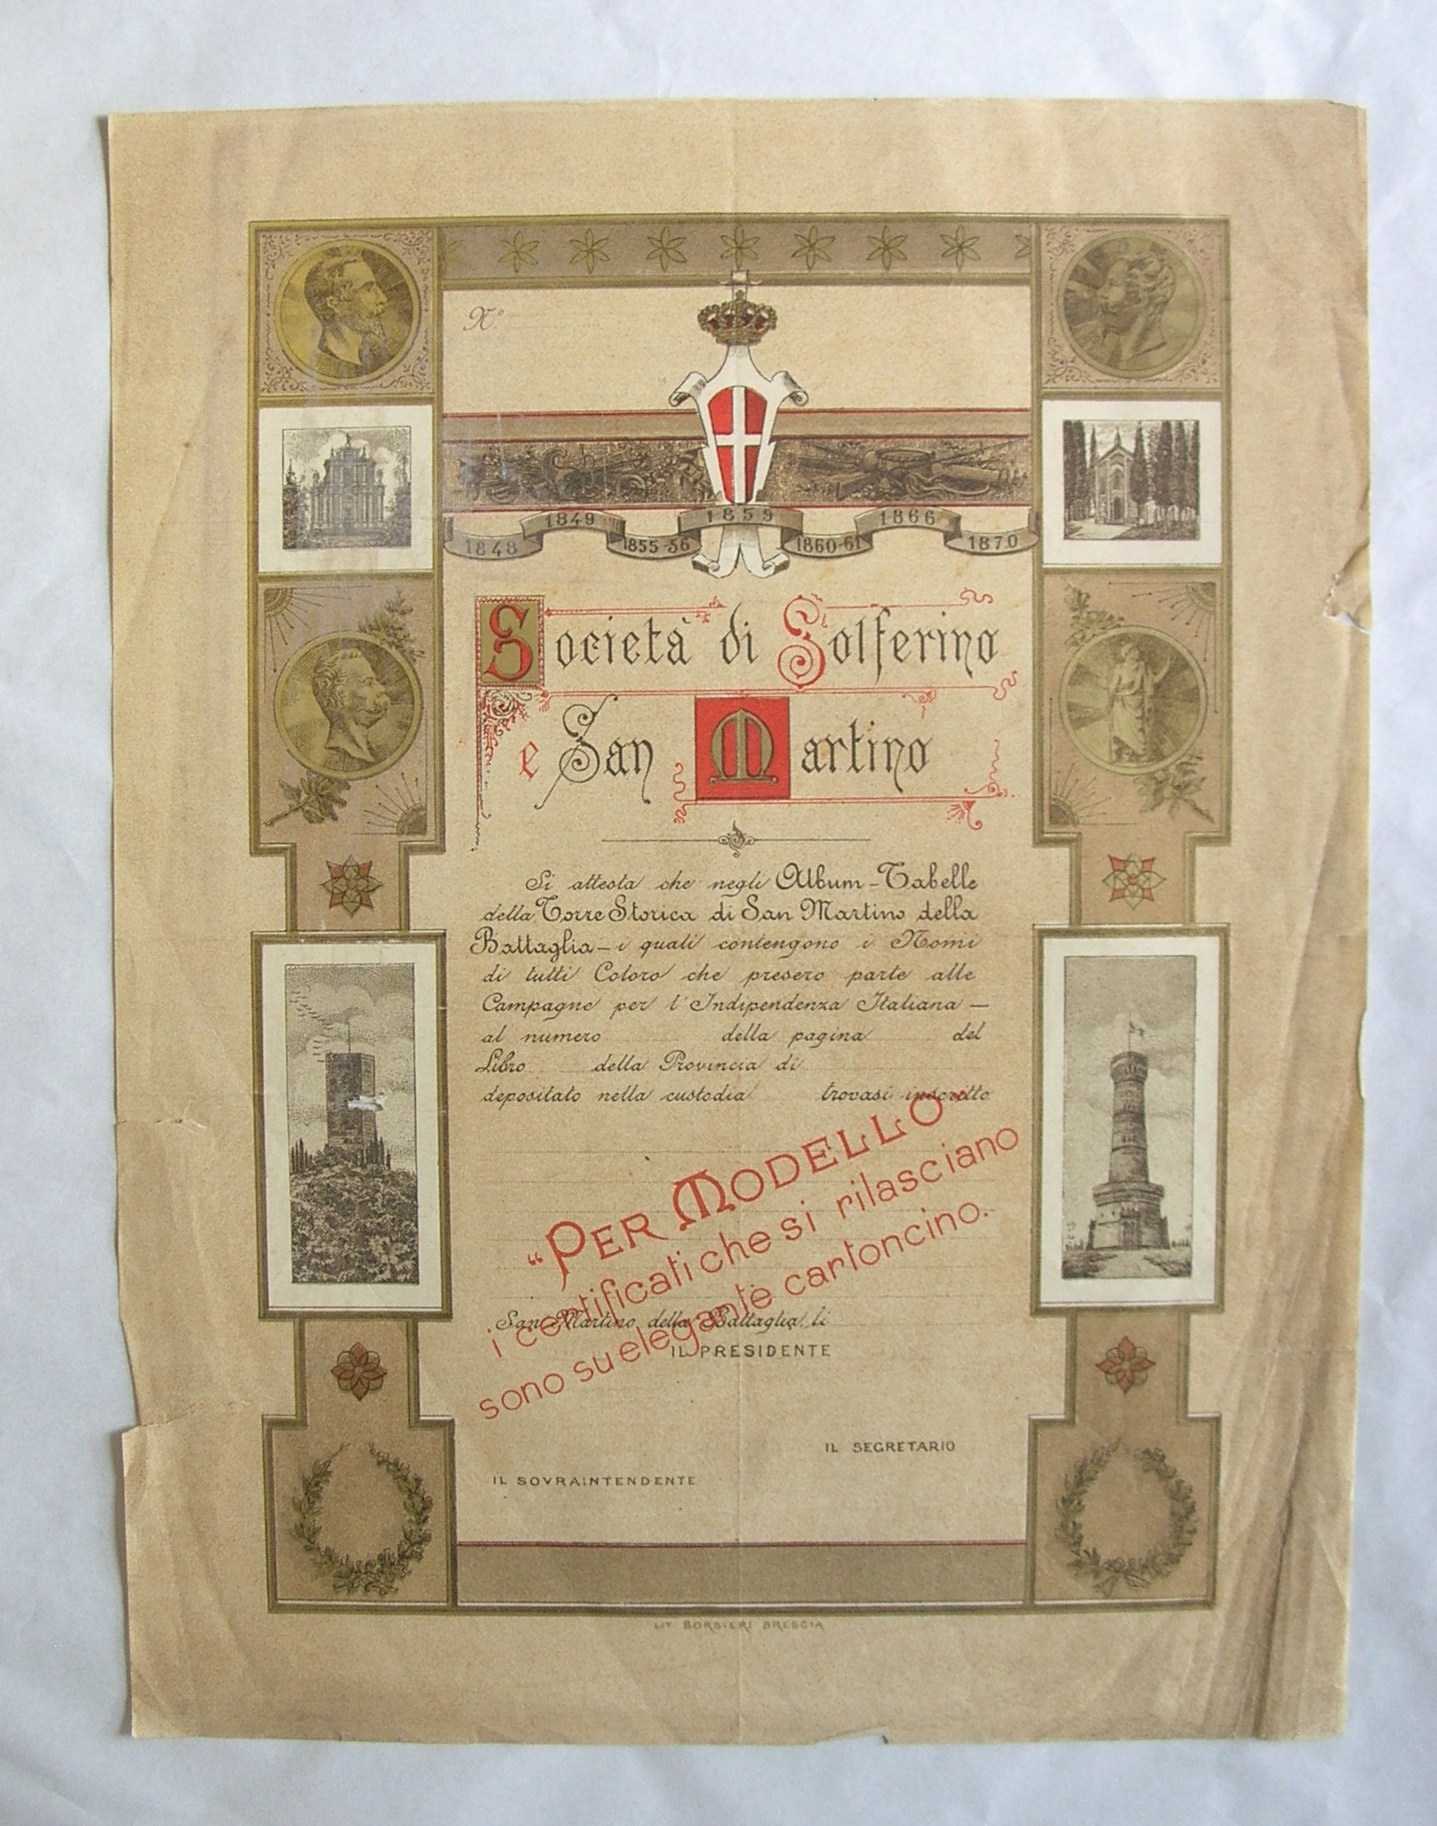 N.°
1848 1849 1855-56 1859 1860-61 1866 1870
Società di Solferino
e San Martino
Si attesta che negli Album-Tabelle
della Torre Storica di San Martino della
Battaglia – i quali contengono i Nomi
di tutti Coloro che presero parte alle
Campagne per l'Indipendenza Italiana –
al numero della pagina del
Libro della Provincia di
depositato nella custodia trovasi inscritto
"PER MODELLO"
i certificati che si rilasciano
sono su elegante cartoncino.
San Martino della Battaglia, li
IL PRESIDENTE
IL SEGRETARIO
IL SOVRAINTENDENTE
LIT BORSIERI BRESCIA